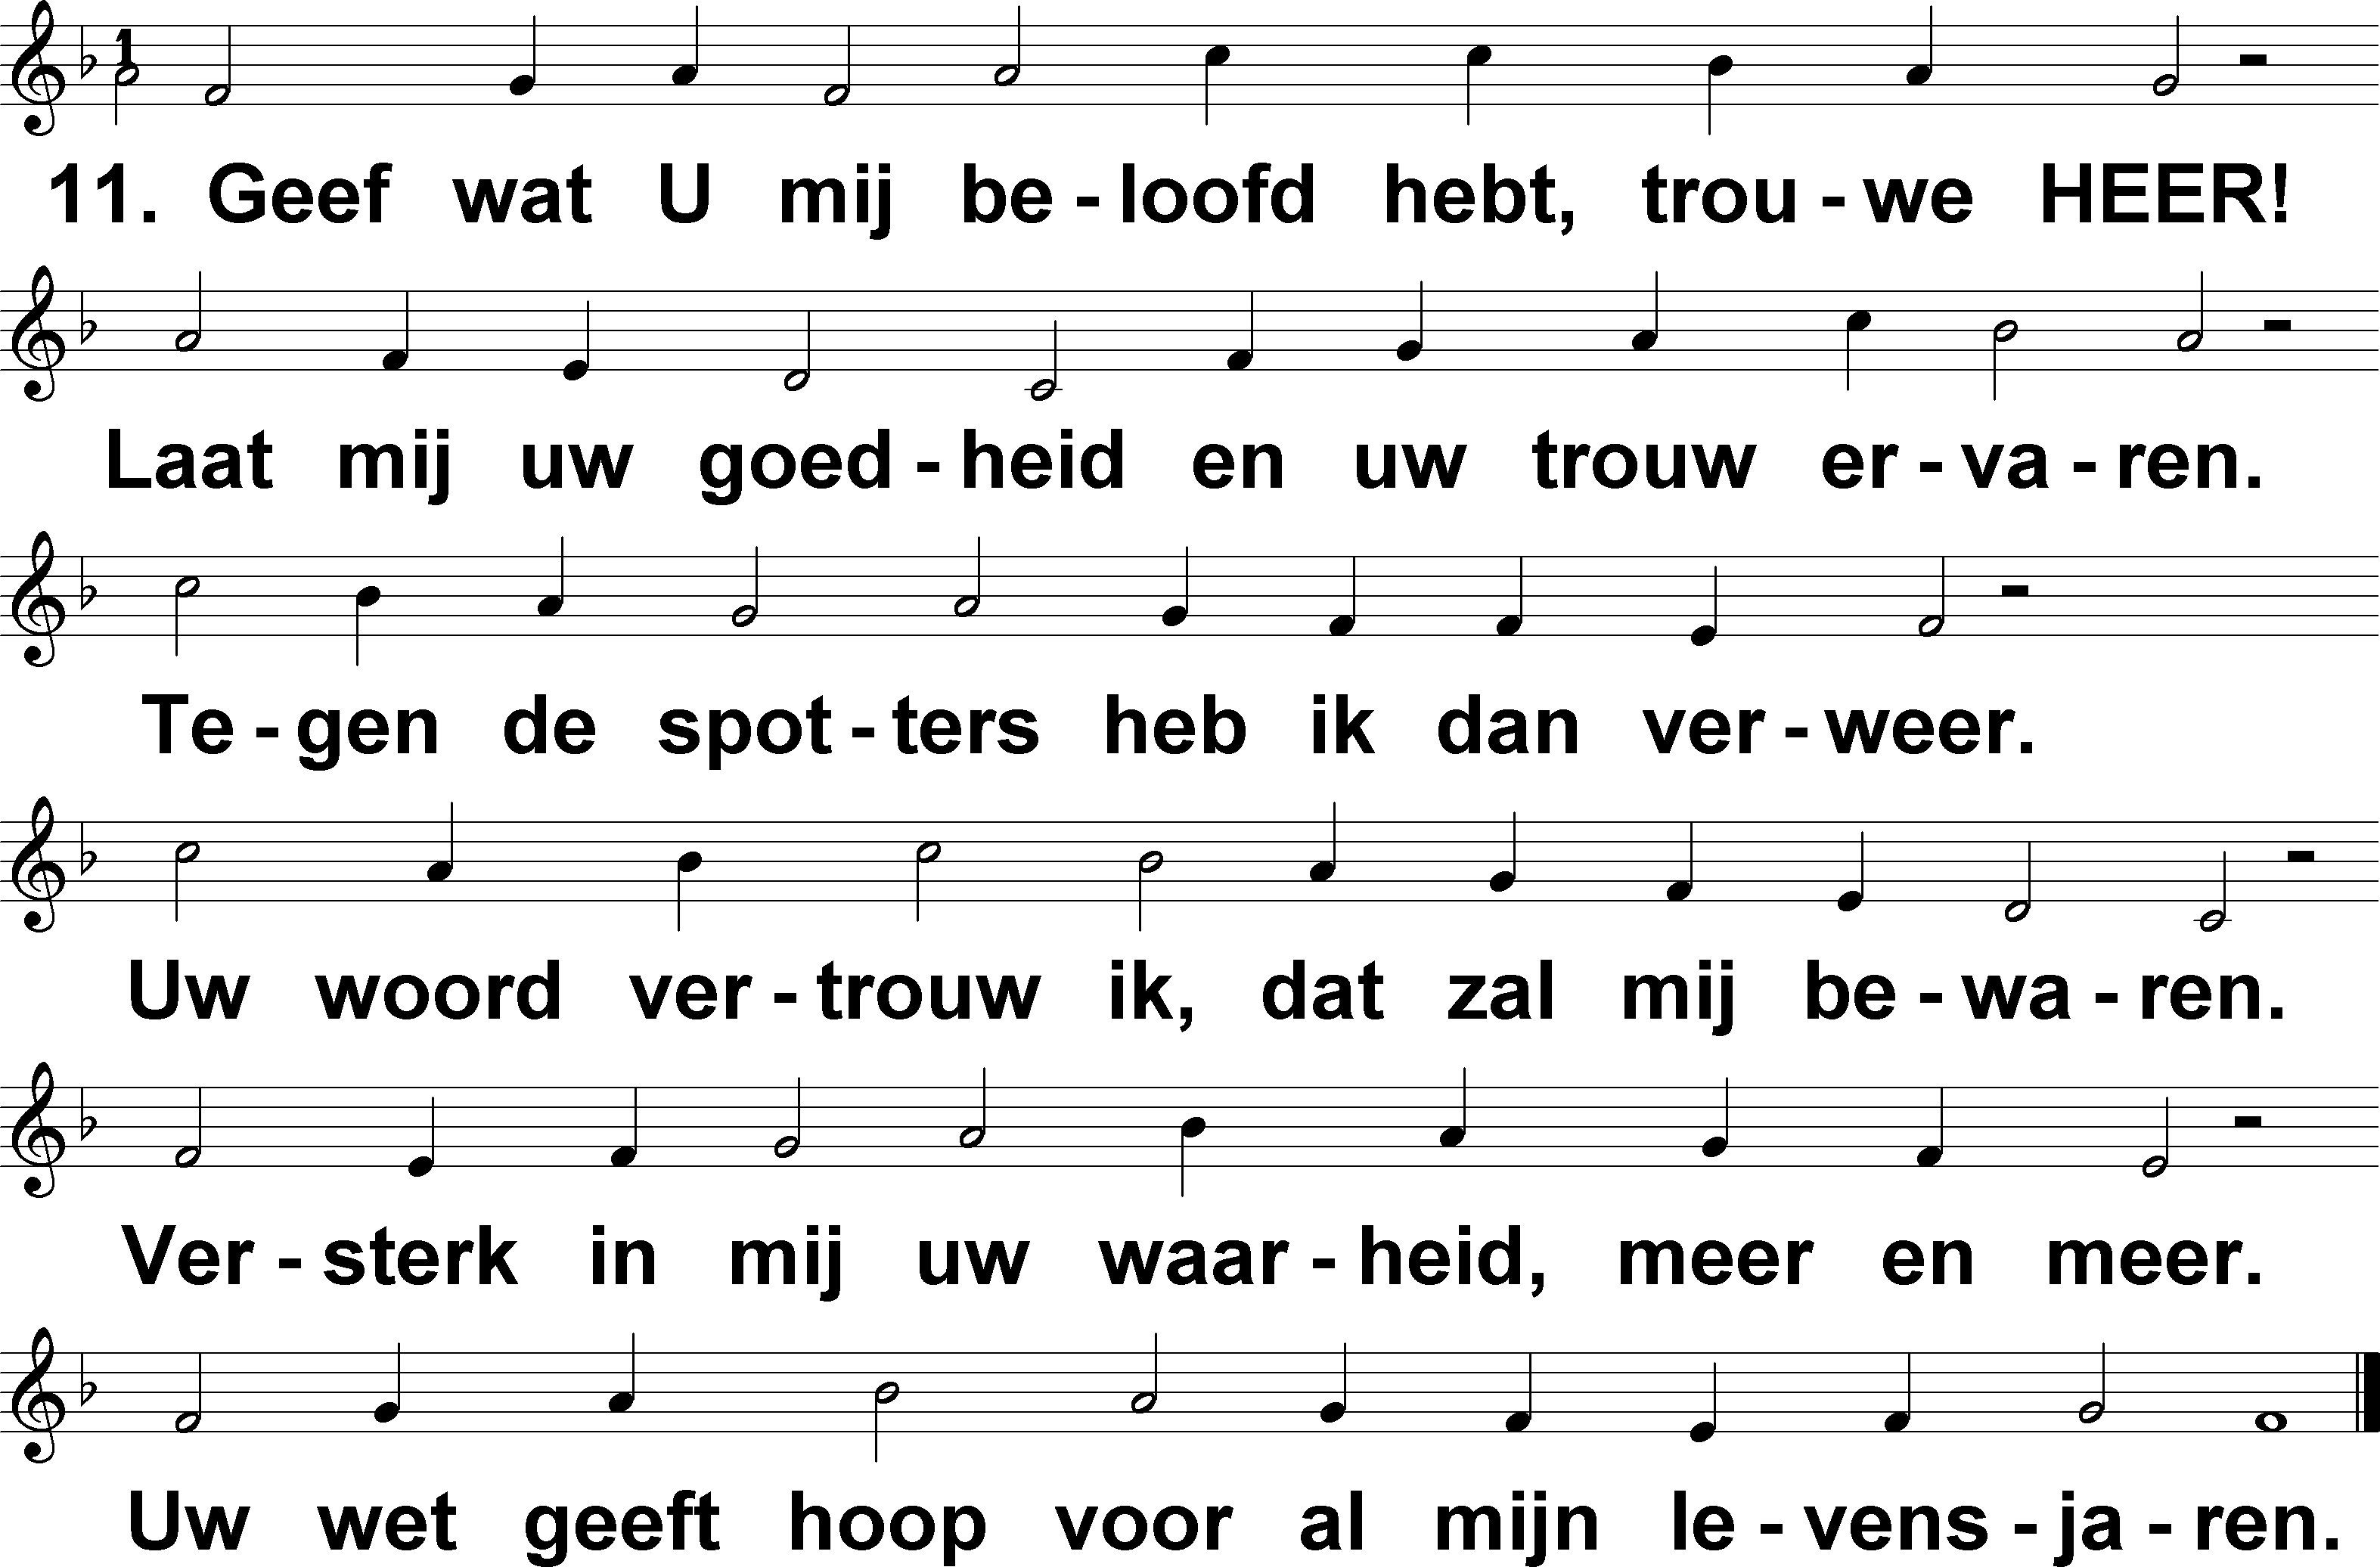 1
11. Geef wat U mij be - loofd hebt, trou - we HEER!
Laat mij uw goed - heid en uw trouw er - va - ren.
Te - gen de spot - ters heb ik dan ver - weer.
Uw woord ver - trouw ik, dat zal mij be - wa - ren.
Ver - sterk in mij uw waar - heid, meer en meer.
Uw wet geeft hoop voor al mijn le - vens - ja - ren.